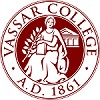 VASSAR COLLEGE
· A.D. 1861 ·